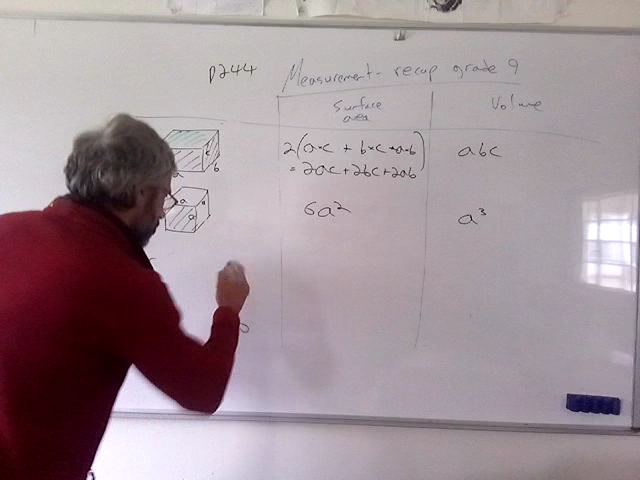 p244 Measurement - recap grade 9
Surface area
Volume
2(a×c + b×c + a×b)
= 2ac + 2bc + 2ab
abc
c
a
b
6a²
a³
a
a
a